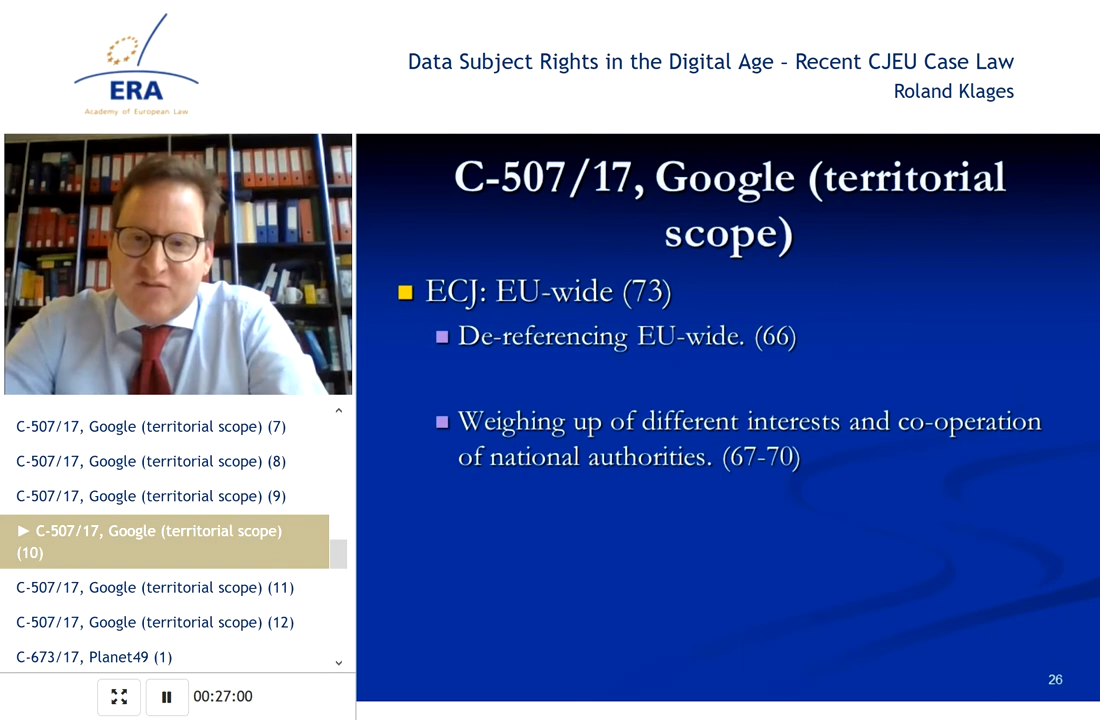 ERA
Academy of European Law
Data Subject Rights in the Digital Age – Recent CJEU Case Law
Roland Klages
C-507/17, Google (territorial scope) (7)
C-507/17, Google (territorial scope) (8)
C-507/17, Google (territorial scope) (9)
► C-507/17, Google (territorial scope)
(10)
C-507/17, Google (territorial scope) (11)
C-507/17, Google (territorial scope) (12)
C-673/17, Planet49 (1)
00:27:00
C-507/17, Google (territorial
scope)
ECJ: EU-wide (73)
De-referencing EU-wide. (66)
Weighing up of different interests and co-operation
of national authorities. (67-70)
26